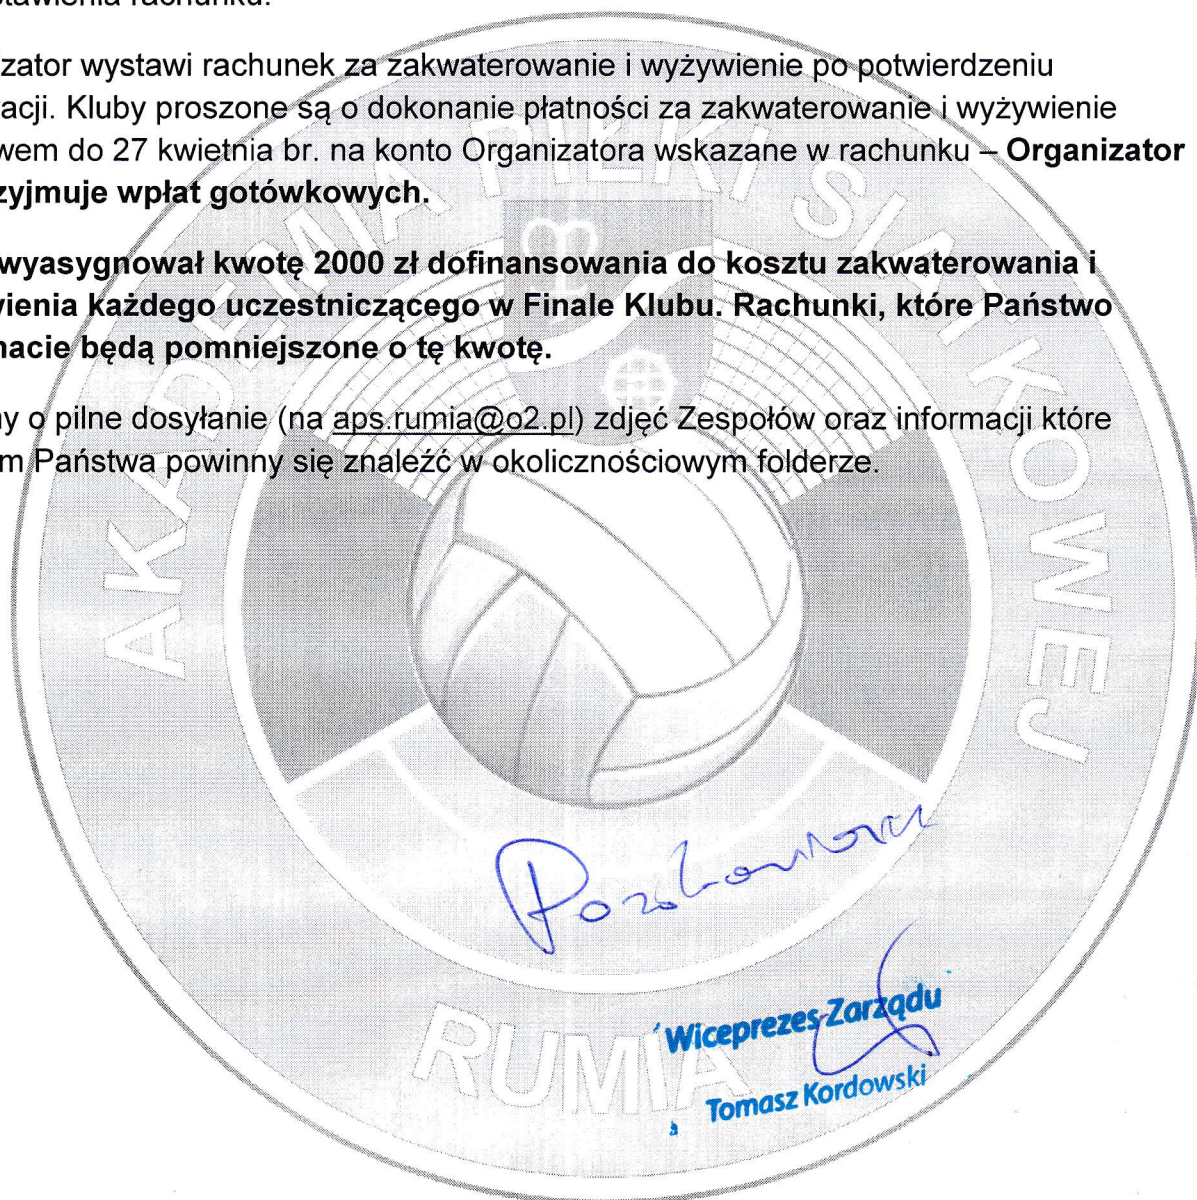 stawienia rachunku.
zator wystawi rachunek za zakwaterowanie i wyżywienie po potwierdzeniu
acji. Kluby proszone są o dokonanie płatności za zakwaterowanie i wyżywienie
wem do 27 kwietnia br. na konto Organizatora wskazane w rachunku – Organizator
zyjmuje wpłat gotówkowych.
wyasygnował kwotę 2000 zł dofinansowania do kosztu zakwaterowania i
ienia każdego uczestniczącego w Finale Klubu. Rachunki, które Państwo
macie będą pomniejszone o tę kwotę.
y o pilne dosyłanie (na aps.rumia@o2.pl) zdjęć Zespołów oraz informacji które
m Państwa powinny się znaleźć w okolicznościowym folderze.
AKADEMIA PIŁKI SIATKOWEJ
RUMIA
Wiceprezes Zarządu
Tomasz Kordowski